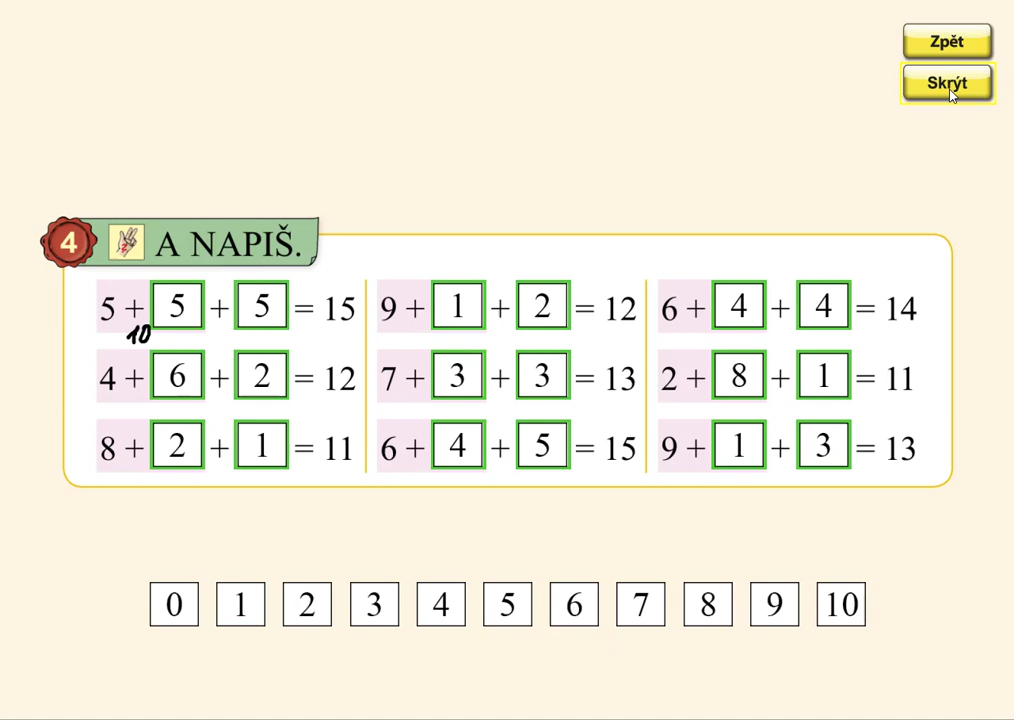 Zpět
Skrýt
4 A NAPIŠ.
5 + 5 + 5 = 15 9 + 1 + 2 = 12 6 + 4 + 4 = 14
10
4 + 6 + 2 = 12 7 + 3 + 3 = 13 2 + 8 + 1 = 11
8 + 2 + 1 = 11 6 + 4 + 5 = 15 9 + 1 + 3 = 13
0 1 2 3 4 5 6 7 8 9 10